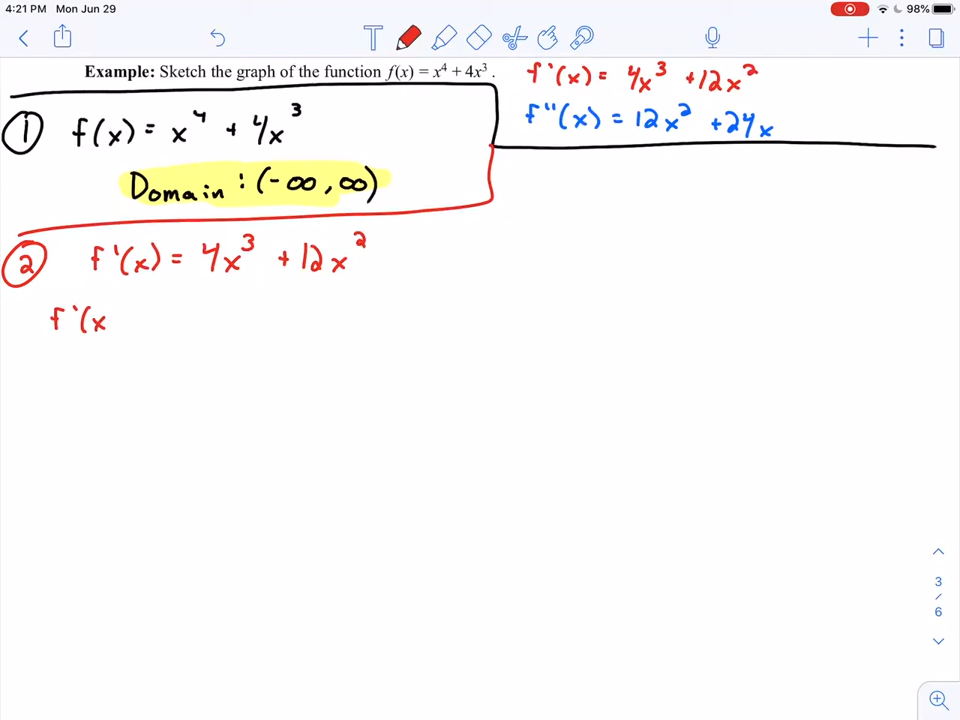 4:21 PM Mon Jun 29
98%
T
Example: Sketch the graph of the function f(x) = x⁴ + 4x³ .
f'(x) = 4x³ + 12x²
f''(x) = 12x² + 24x
① f(x) = x⁴ + 4x³
Domain : (-∞, ∞)
② f'(x) = 4x³ + 12x²
f'(x
3
/
6